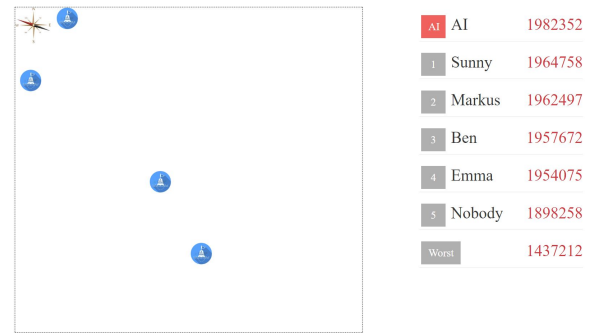 AI AI 1982352
1 Sunny 1964758
2 Markus 1962497
3 Ben 1957672
4 Emma 1954075
5 Nobody 1898258
Worst 1437212